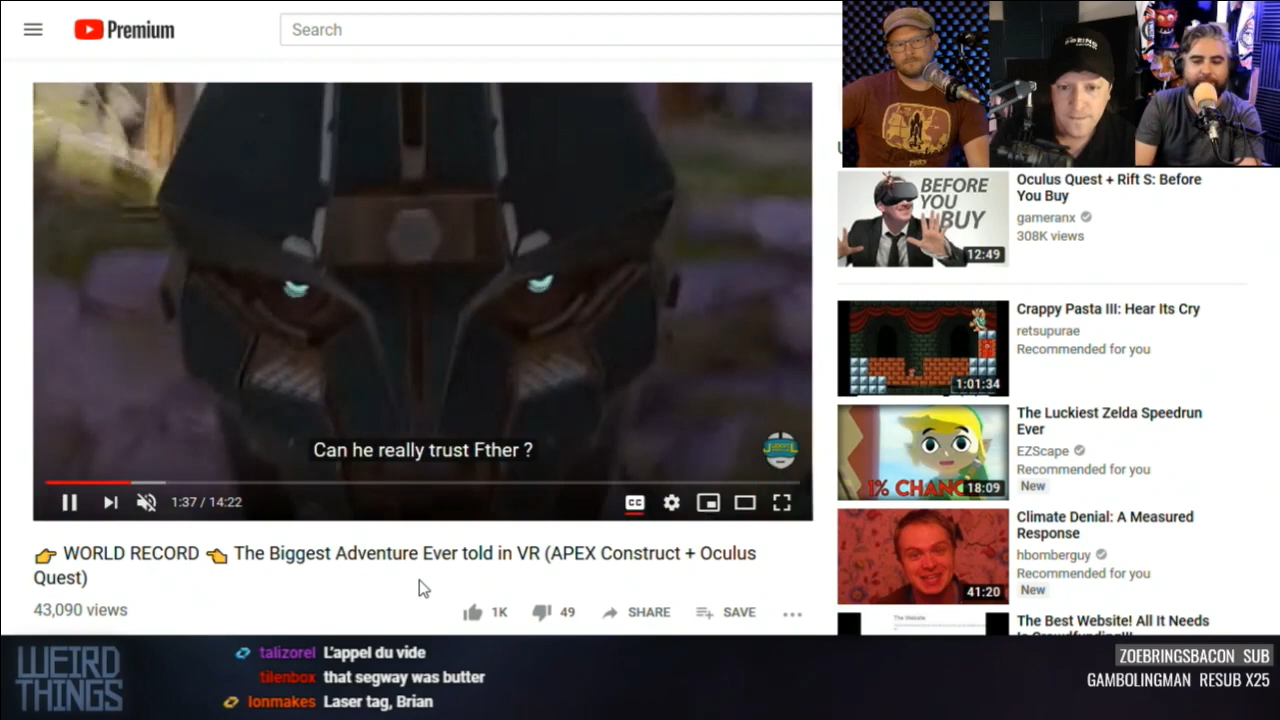 Premium
Search
Can he really trust Fther ?
1:37 / 14:22
CC
👉 WORLD RECORD 👈 The Biggest Adventure Ever told in VR (APEX Construct + Oculus
Quest)
43,090 views
1K
49
SHARE
SAVE
BEFORE
YOU
BUY
12:49
Oculus Quest + Rift S: Before
You Buy
gameranx
308K views
1:01:34
Crappy Pasta III: Hear Its Cry
retsupurae
Recommended for you
1% CHANC
18:09
The Luckiest Zelda Speedrun
Ever
EZScape
Recommended for you
New
41:20
Climate Denial: A Measured
Response
hbomberguy
Recommended for you
New
The Best Website! All It Needs
WEIRD
THINGS
talizorel L'appel du vide
tilenbox that segway was butter
lonmakes Laser tag, Brian
ZOEBRINGSBACON SUB
GAMBOLINGMAN RESUB X25